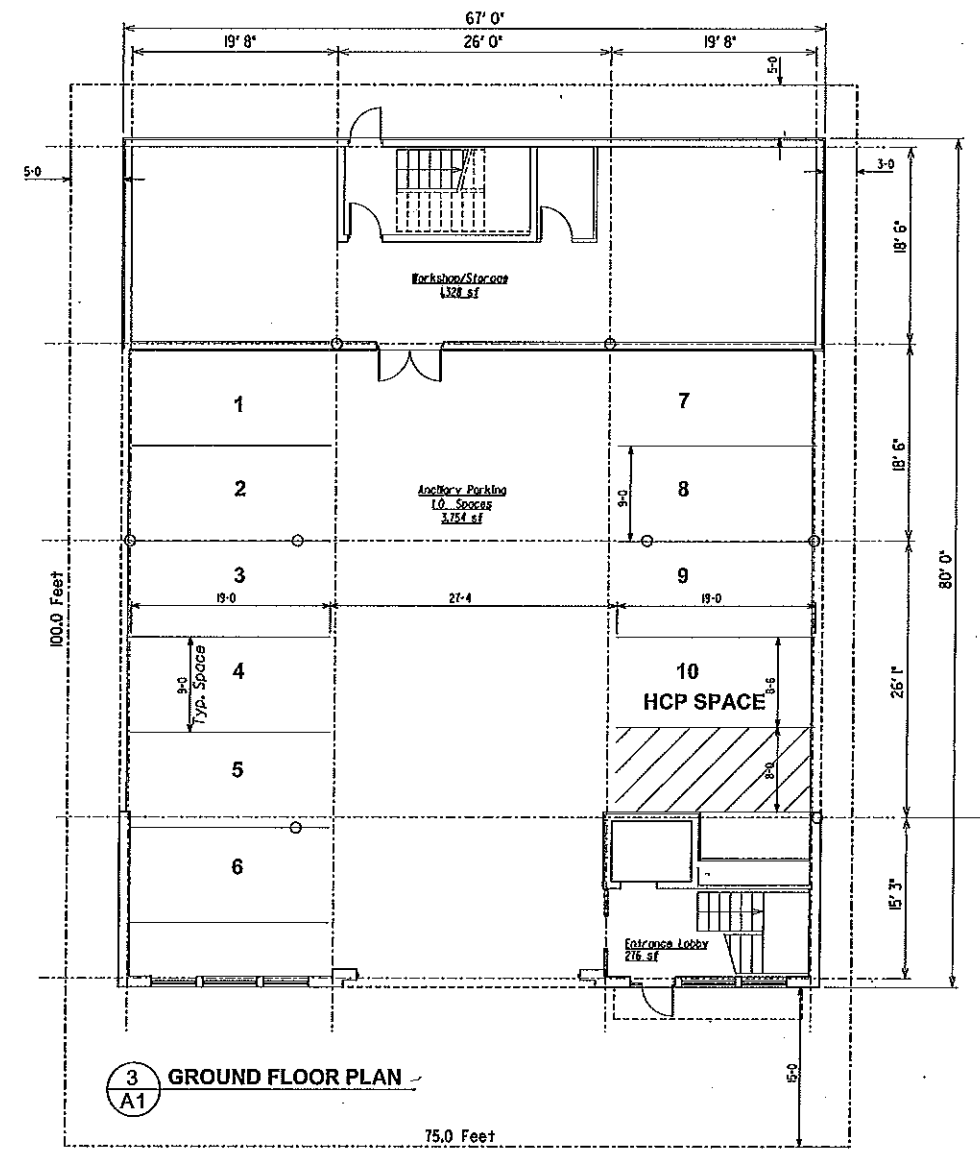 67' 0"
19' 8"
26' 0"
19' 8"
5-0
5-0
3-0
18' 6"
Workshop/Storage
1,328 sf
1
7
18' 6"
2
Ancillary Parking
10 Spaces
3,754 sf
9-0
8
3
9
19-0
27-4
19-0
100.0 Feet
80' 0"
9-0
Typ. Space
4
10
HCP SPACE
8-6
26' 1"
5
8-0
6
15' 3"
Entrance Lobby
276 sf
15-0
3
A1
GROUND FLOOR PLAN
75.0 Feet